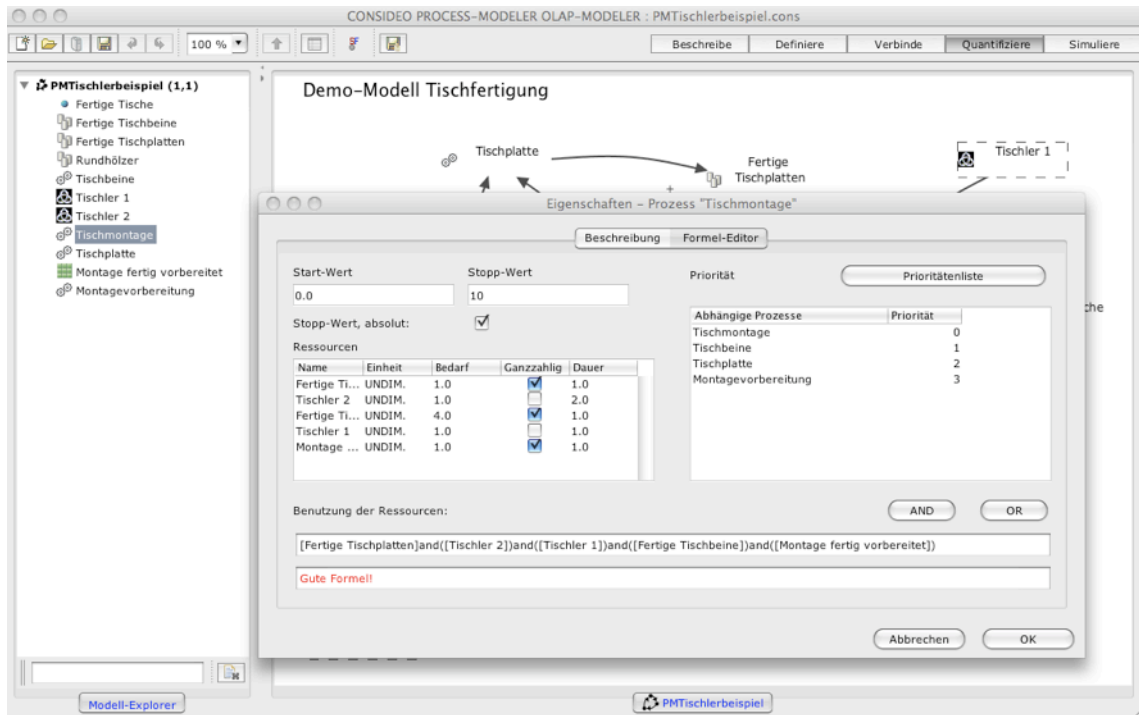 CONSIDEO PROCESS-MODELER OLAP-MODELER : PMTischlerbeispiel.cons
100 %
Beschreibe
Definiere
Verbinde
Quantifiziere
Simuliere
PMTischlerbeispiel (1,1)
Fertige Tische
Fertige Tischbeine
Fertige Tischplatten
Rundhölzer
Tischbeine
Tischler 1
Tischler 2
Tischmontage
Tischplatte
Montage fertig vorbereitet
Montagevorbereitung
Demo-Modell Tischfertigung
Tischplatte
Fertige
Tischplatten
Tischler 1
che
Eigenschaften - Prozess "Tischmontage"
Beschreibung
Formel-Editor
Start-Wert
Stopp-Wert
0.0
10
Stopp-Wert, absolut:
Ressourcen
Name Einheit Bedarf Ganzzahlig Dauer
Fertige Ti... UNDIM. 1.0 1.0
Tischler 2 UNDIM. 1.0 2.0
Fertige Ti... UNDIM. 4.0 1.0
Tischler 1 UNDIM. 1.0 1.0
Montage ... UNDIM. 1.0 1.0
Priorität
Prioritätenliste
Abhängige Prozesse Priorität
Tischmontage 0
Tischbeine 1
Tischplatte 2
Montagevorbereitung 3
Benutzung der Ressourcen:
AND
OR
[Fertige Tischplatten]and([Tischler 2])and([Tischler 1])and([Fertige Tischbeine])and([Montage fertig vorbereitet])
Gute Formel!
Abbrechen
OK
Modell-Explorer
PMTischlerbeispiel